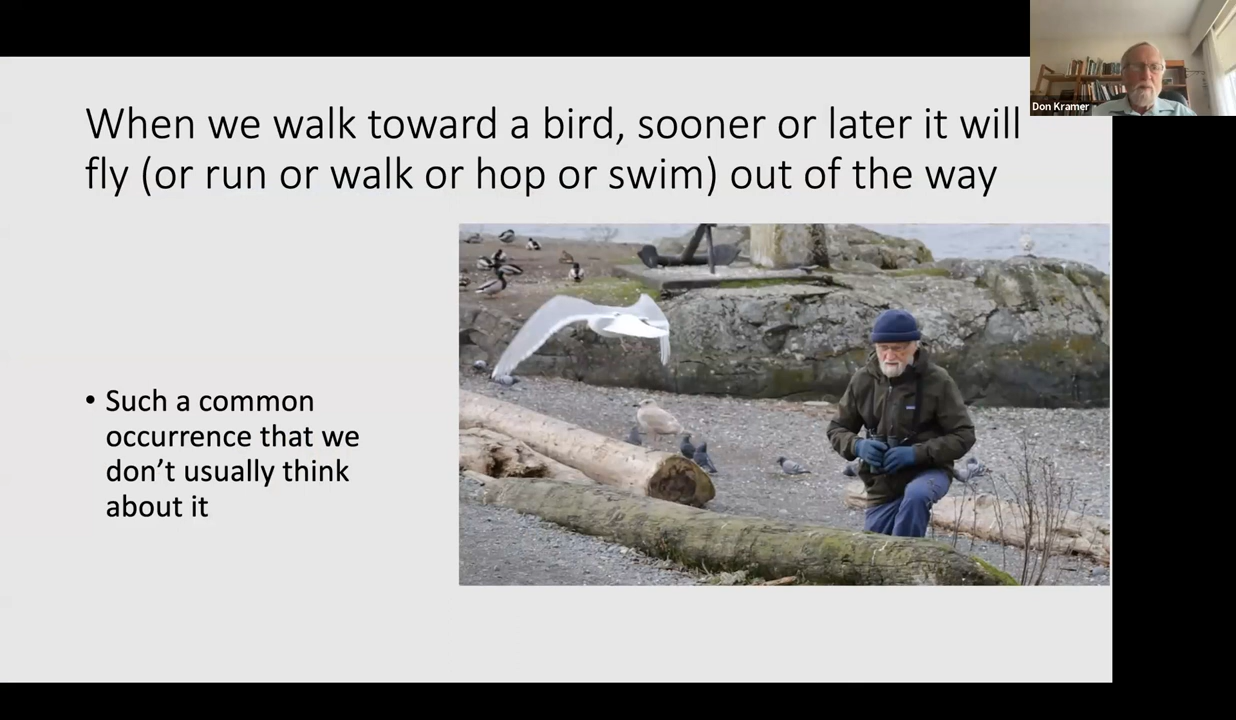 When we walk toward a bird, sooner or later it will
fly (or run or walk or hop or swim) out of the way
Don Kramer
• Such a common
occurrence that we
don’t usually think
about it